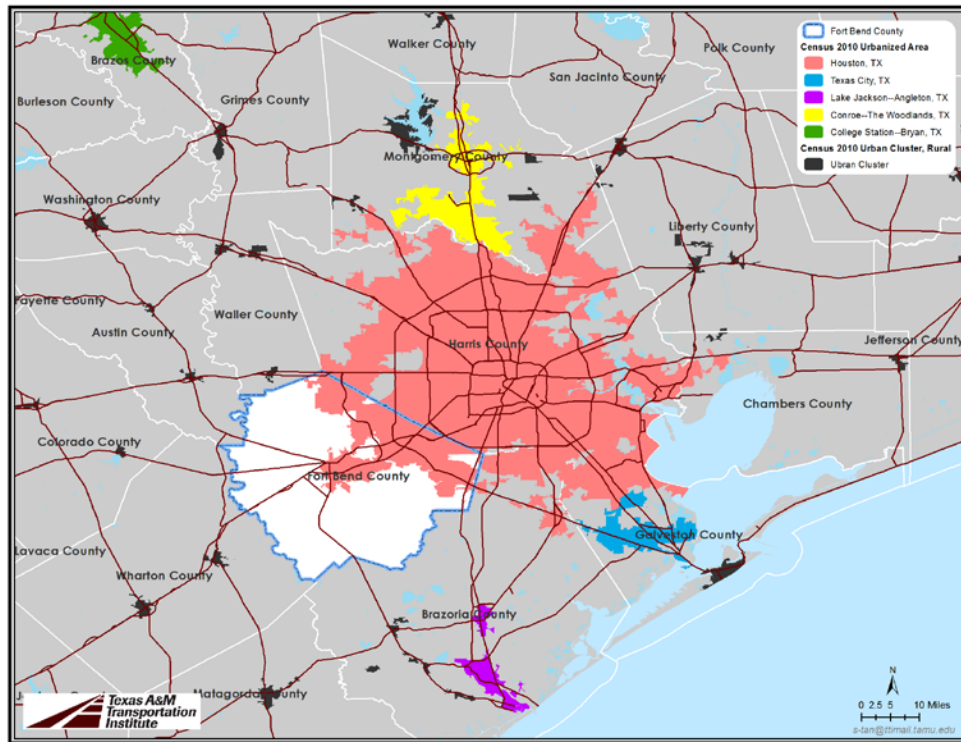 Fort Bend County
Census 2010 Urbanized Area
Houston, TX
Texas City, TX
Lake Jackson--Angleton, TX
Conroe--The Woodlands, TX
College Station--Bryan, TX
Census 2010 Urban Cluster, Rural
Ubran Cluster
Walker County
Polk County
Brazos County
San Jacinto County
Burleson County
Grimes County
Montgomery County
Washington County
Liberty County
Fayette County
Waller County
Austin County
Harris County
Jefferson County
Chambers County
Colorado County
Fort Bend County
Galveston County
Lavaca County
Wharton County
Brazoria County
Matagorda County
Texas A&M
Transportation
Institute
N
0 2.5 5 10 Miles
s-tan@ttimail.tamu.edu